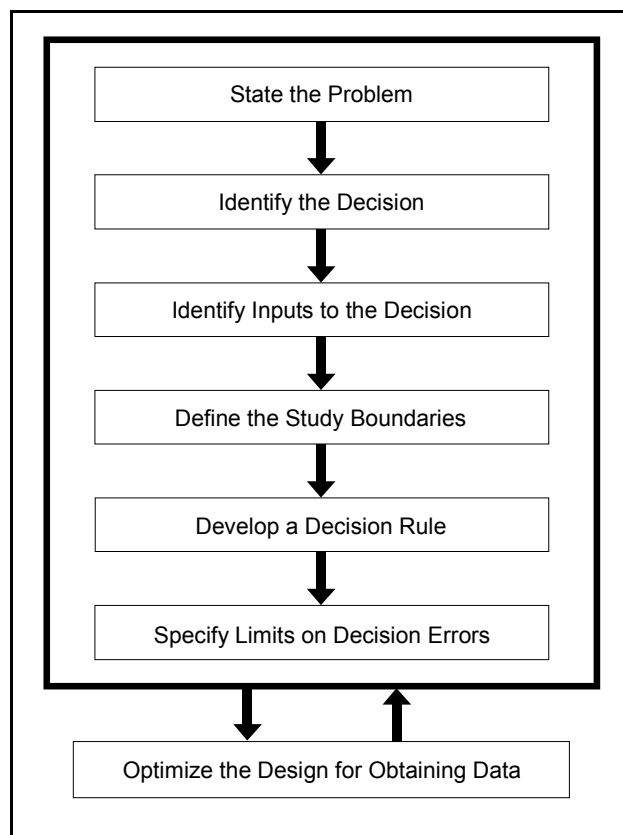 State the Problem
Identify the Decision
Identify Inputs to the Decision
Define the Study Boundaries
Develop a Decision Rule
Specify Limits on Decision Errors
Optimize the Design for Obtaining Data